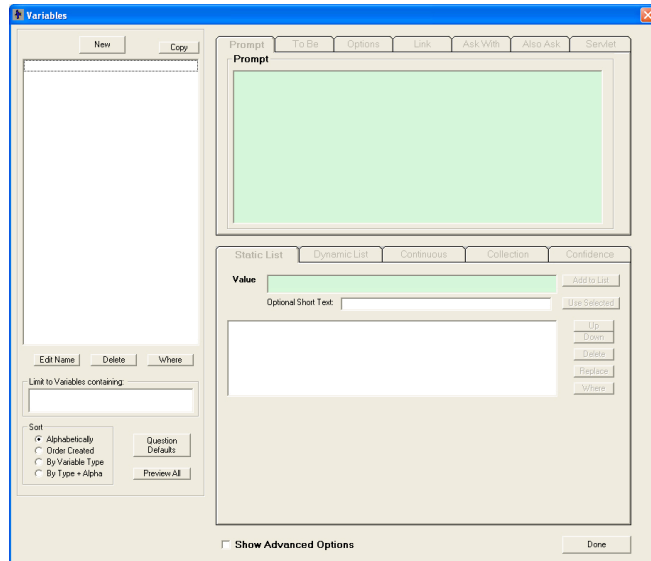 Variables
New
Copy
Edit Name
Delete
Where
Limit to Variables containing:
Sort
Alphabetically
Order Created
By Variable Type
By Type + Alpha
Question
Defaults
Preview All
Prompt
To Be
Options
Link
Ask With
Also Ask
Servlet
Prompt
Static List
Dynamic List
Continuous
Collection
Confidence
Value
Add to List
Optional Short Text:
Use Selected
Up
Down
Delete
Replace
Where
Show Advanced Options
Done